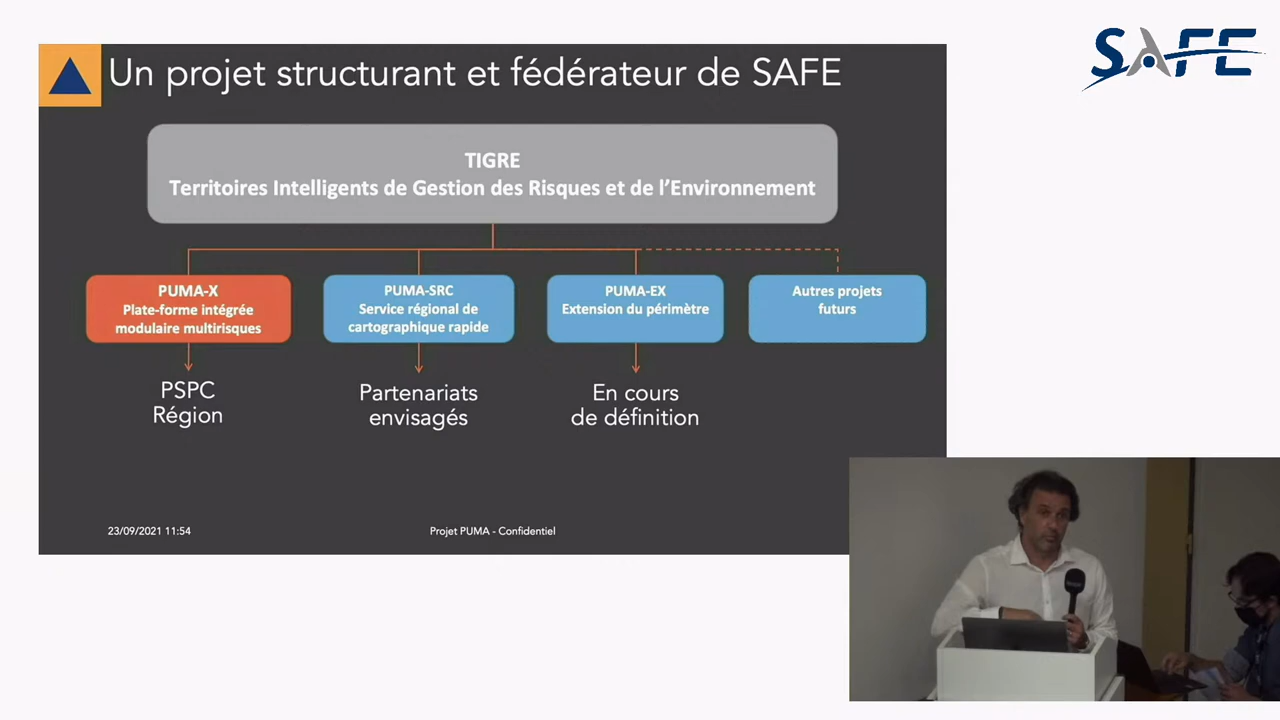 SAFE
Un projet structurant et fédérateur de SAFE
TIGRE
Territoires Intelligents de Gestion des Risques et de l'Environnement
PUMA-X
Plate-forme intégrée
modulaire multirisques
PUMA-SRC
Service régional de
cartographique rapide
PUMA-EX
Extension du périmètre
Autres projets
futurs
PSPC
Région
Partenariats
envisagés
En cours
de définition
23/09/2021 11:54
Projet PUMA - Confidentiel